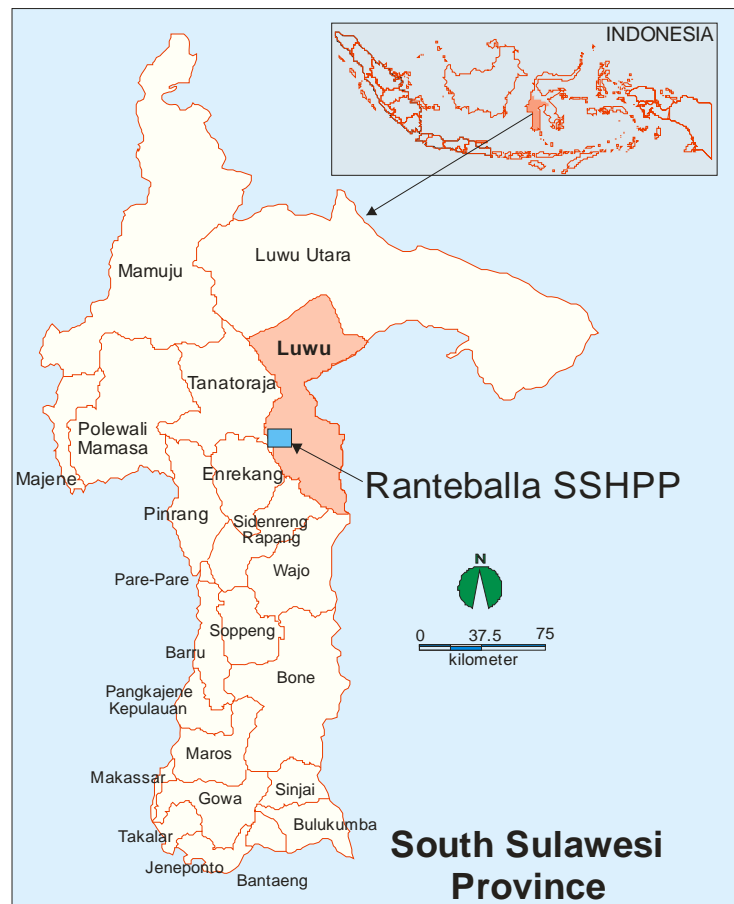 INDONESIA
Mamuju
Luwu Utara
Luwu
Tanatoraja
Polewali
Mamasa
Majene
Enrekang
Ranteballa SSHPP
Pinrang
Sidenreng
Rapang
Wajo
Pare-Pare
N
0 37.5 75
kilometer
Soppeng
Barru
Bone
Pangkajene
Kepulauan
Maros
Makassar
Gowa
Sinjai
Bulukumba
Takalar
Jeneponto
Bantaeng
South Sulawesi
Province